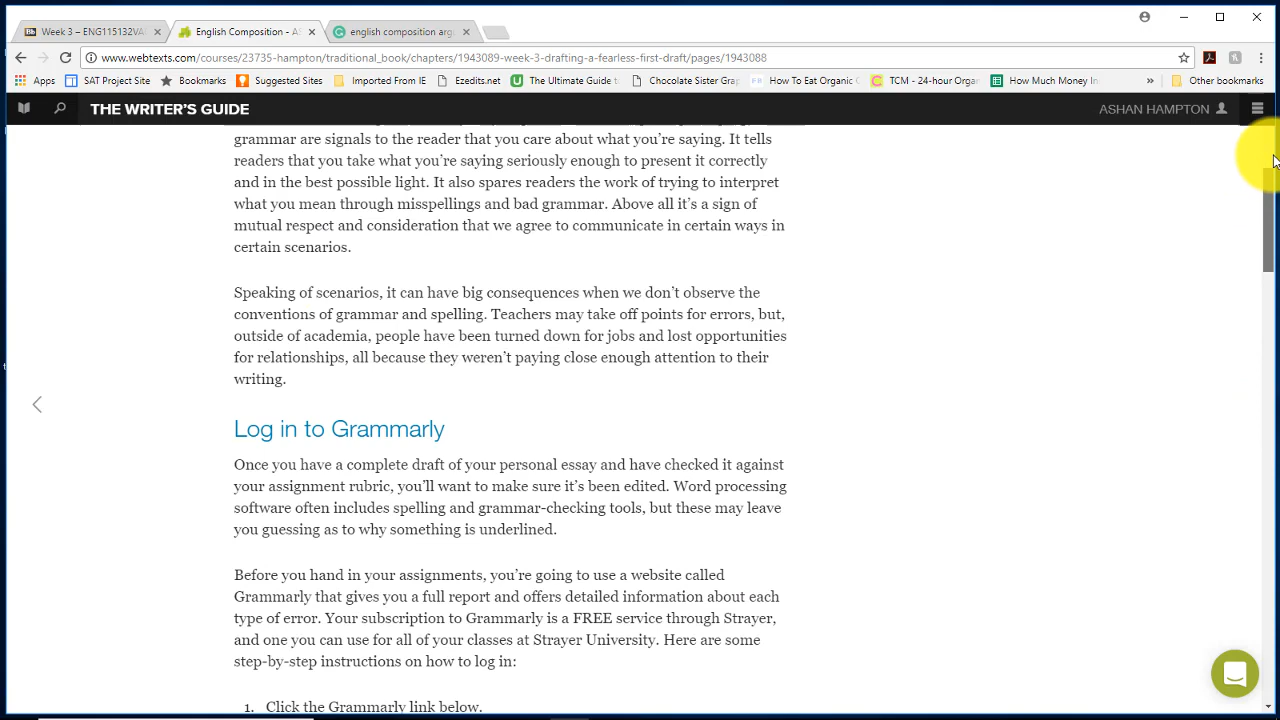 Week 3 – ENG115132VA
English Composition - AS
english composition arg
www.webtexts.com/courses/23735-hampton/traditional_book/chapters/1943089-week-3-drafting-a-fearless-first-draft/pages/1943088
Apps
SAT Project Site
Bookmarks
Suggested Sites
Imported From IE
Ezedits.net
The Ultimate Guide t
Chocolate Sister Grap
How To Eat Organic
TCM - 24-hour Orga
How Much Money In
Other bookmarks
THE WRITER'S GUIDE
ASHAN HAMPTON
grammar are signals to the reader that you care about what you're saying. It tells
readers that you take what you're saying seriously enough to present it correctly
and in the best possible light. It also spares readers the work of trying to interpret
what you mean through misspellings and bad grammar. Above all it's a sign of
mutual respect and consideration that we agree to communicate in certain ways in
certain scenarios.
Speaking of scenarios, it can have big consequences when we don't observe the
conventions of grammar and spelling. Teachers may take off points for errors, but,
outside of academia, people have been turned down for jobs and lost opportunities
for relationships, all because they weren't paying close enough attention to their
writing.
Log in to Grammarly
Once you have a complete draft of your personal essay and have checked it against
your assignment rubric, you'll want to make sure it's been edited. Word processing
software often includes spelling and grammar-checking tools, but these may leave
you guessing as to why something is underlined.
Before you hand in your assignments, you're going to use a website called
Grammarly that gives you a full report and offers detailed information about each
type of error. Your subscription to Grammarly is a FREE service through Strayer,
and one you can use for all of your classes at Strayer University. Here are some
step-by-step instructions on how to log in:
1. Click the Grammarly link below.